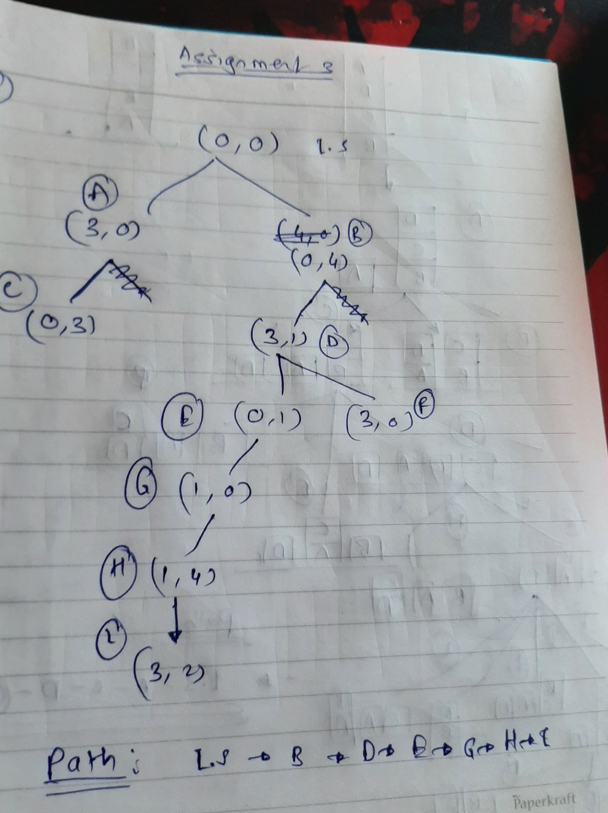 Assignment 3
(0,0) I.S
A
(3,0) (4,0) B
(0,4)
C
(0,3) (3,1) D
E (0,1) (3,0) F
G (1,0)
H (1,4)
I
(3,2)
Path: I.S → B → D → E → G → H → I
Paperkraft